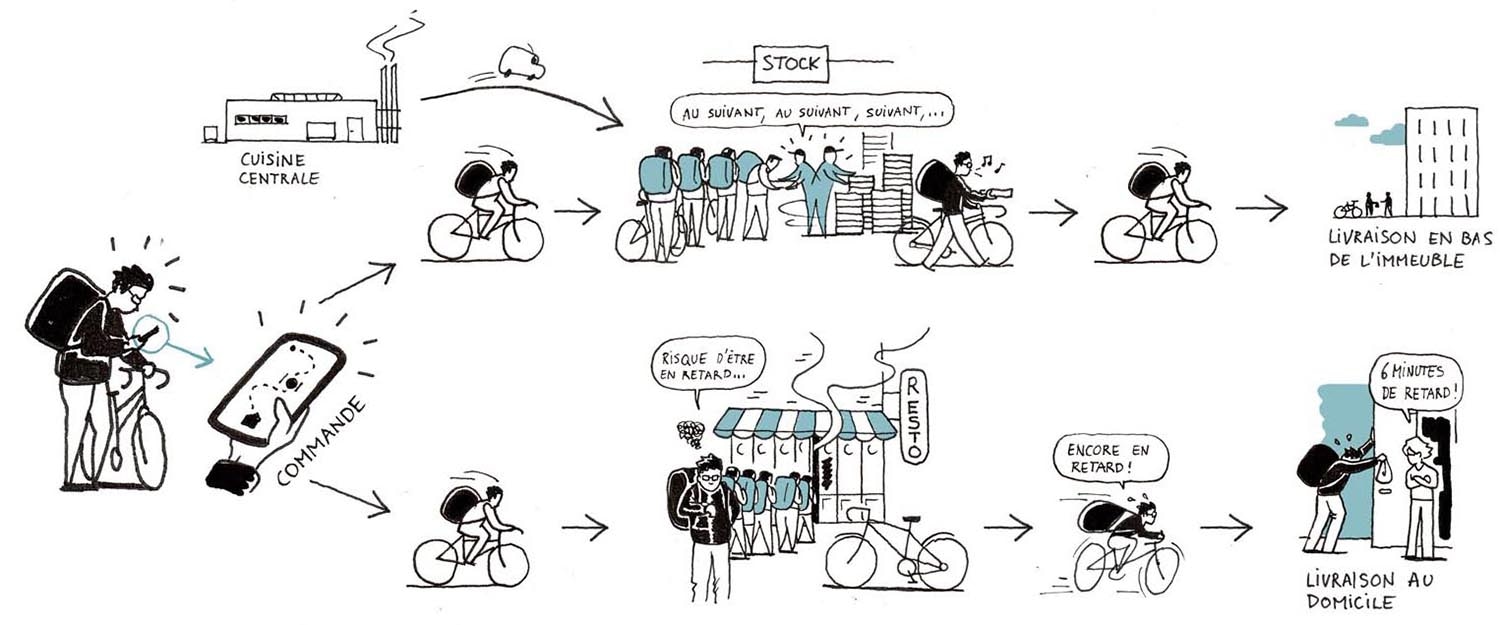 STOCK
AU SUIVANT, AU SUIVANT, SUIVANT,...
CUISINE
CENTRALE
LIVRAISON EN BAS
DE L'IMMEUBLE
COMMANDE
RISQUE D'ÊTRE
EN RETARD...
RESTO
ENCORE EN
RETARD!
6 MINUTES
DE RETARD!
LIVRAISON AU
DOMICILE